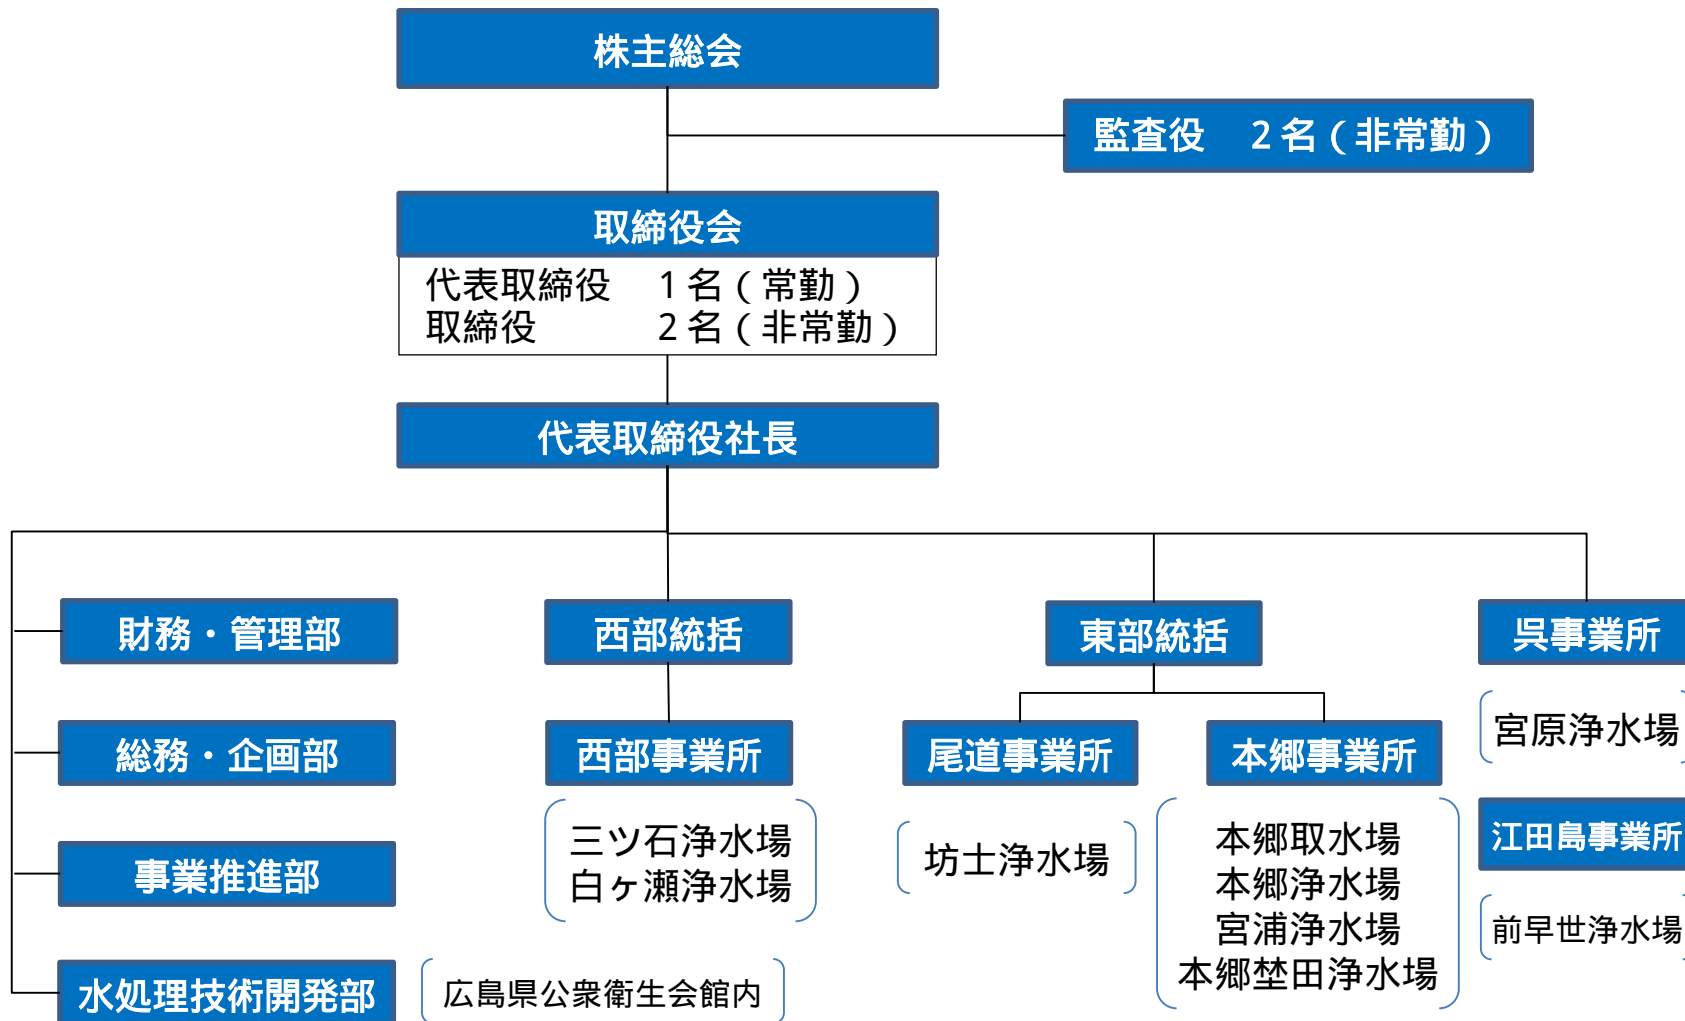 株主総会
監査役　2名（非常勤）
取締役会
代表取締役　1名（常勤）
取締役　　　2名（非常勤）
代表取締役社長
財務・管理部
西部統括
東部統括
呉事業所
宮原浄水場
総務・企画部
西部事業所
尾道事業所
本郷事業所
三ツ石浄水場
白ヶ瀬浄水場
坊士浄水場
本郷取水場
本郷浄水場
宮浦浄水場
本郷埜田浄水場
江田島事業所
前早世浄水場
事業推進部
水処理技術開発部
広島県公衆衛生会館内